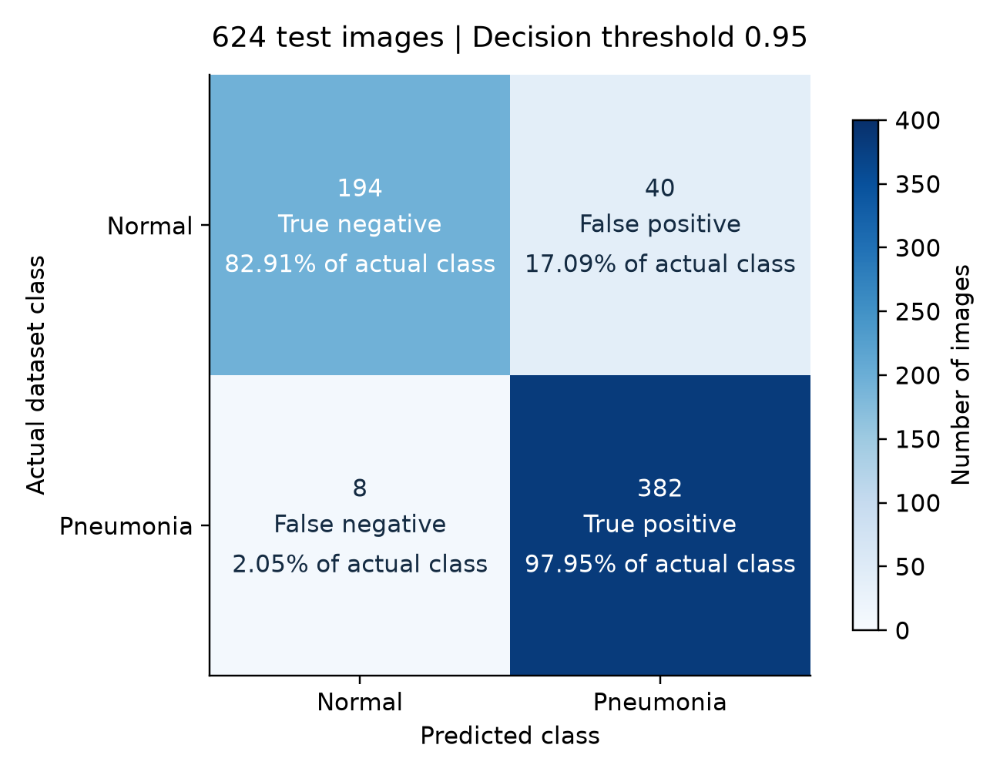 624 test images | Decision threshold 0.95
194
True negative
82.91% of actual class
40
False positive
17.09% of actual class
8
False negative
2.05% of actual class
382
True positive
97.95% of actual class
Normal
Pneumonia
Actual dataset class
Normal
Pneumonia
Predicted class
400
350
300
250
200
150
100
50
0
Number of images